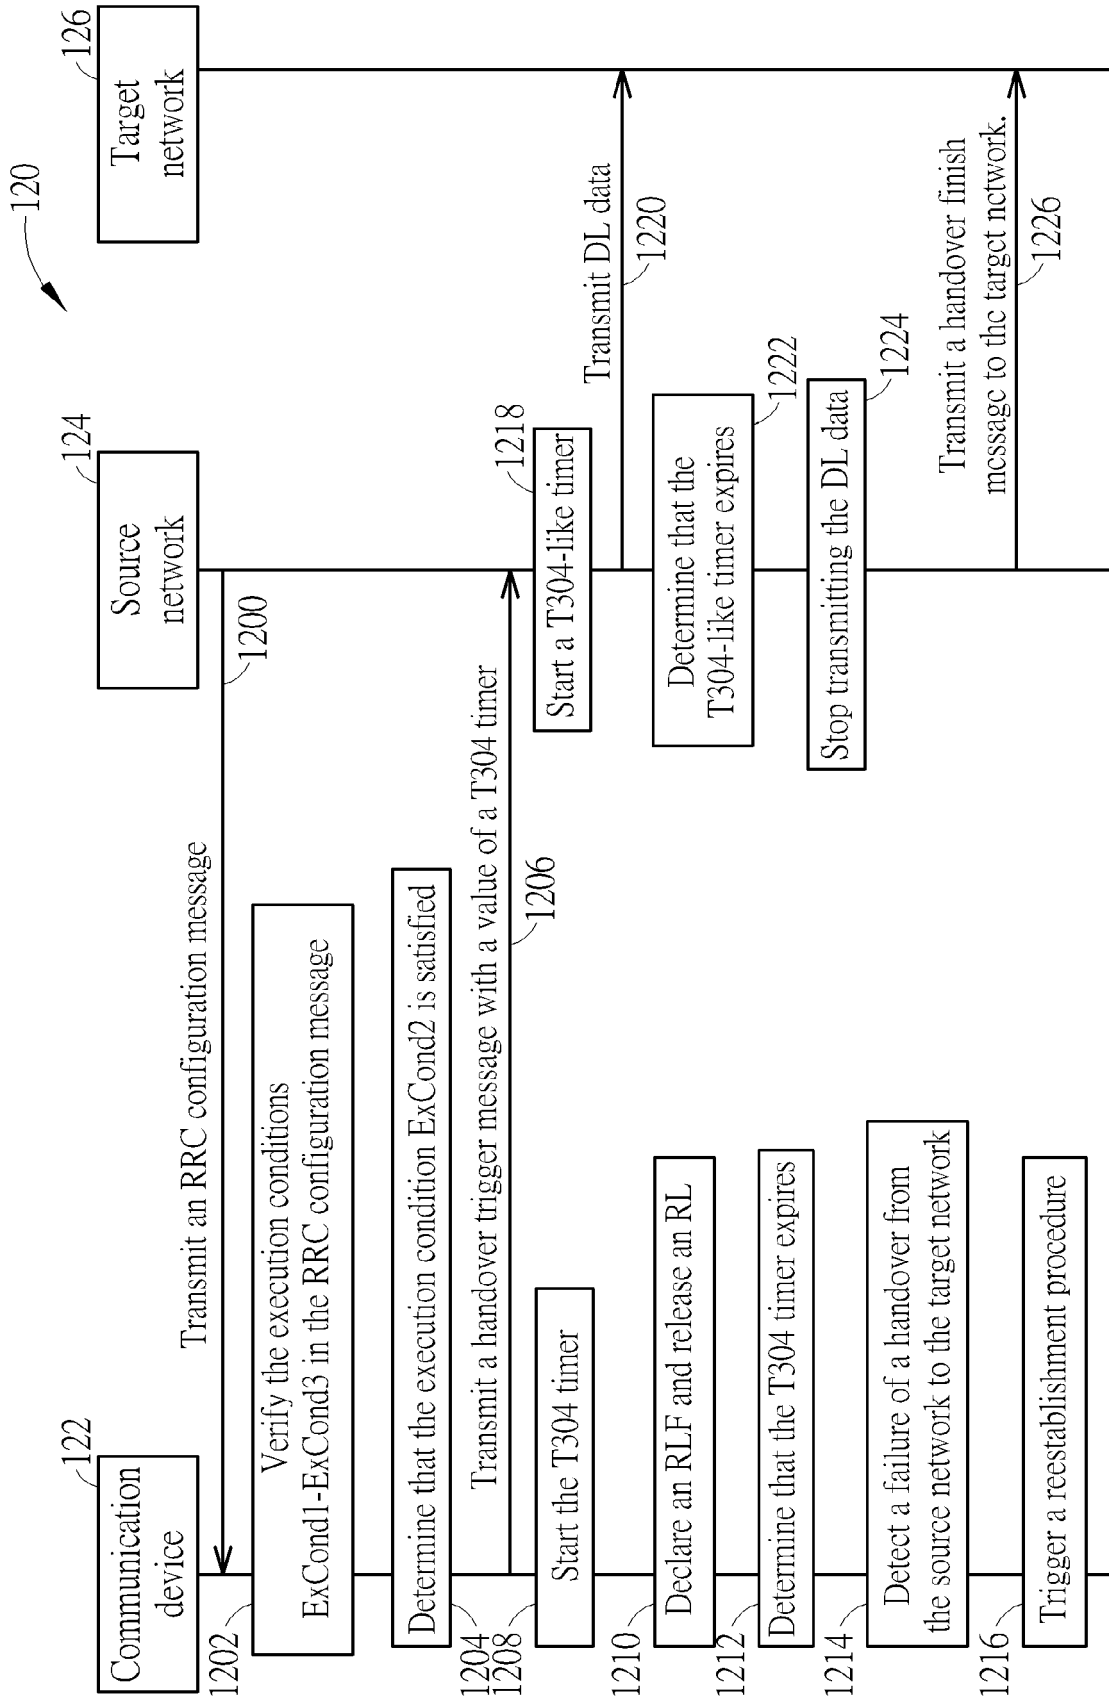 120
Communication
device
122
Source
network
124
Target
network
126
Transmit an RRC configuration message
1200
1202
Verify the execution conditions
ExCond1-ExCond3 in the RRC configuration message
Determine that the execution condition ExCond2 is satisfied
1204
Transmit a handover trigger message with a value of a T304 timer
1206
1208
Start the T304 timer
Start a T304-like timer
1218
Transmit DL data
1220
1210
Declare an RLF and release an RL
Determine that the
T304-like timer expires
1222
1212
Determine that the T304 timer expires
Stop transmitting the DL data
1224
1214
Detect a failure of a handover from
the source network to the target network
Transmit a handover finish
message to the target network.
1226
1216
Trigger a reestablishment procedure